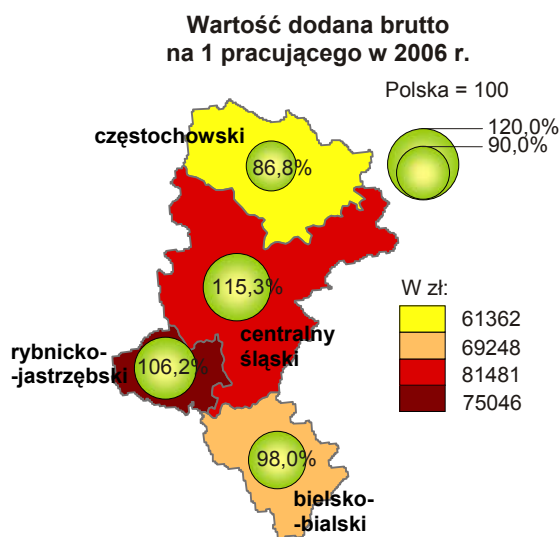 Wartość dodana brutto
na 1 pracującego w 2006 r.
Polska = 100
120,0%
90,0%
częstochowski
86,8%
115,3%
centralny
śląski
rybnicko-
-jastrzębski
106,2%
98,0%
bielsko-
-bialski
W zł:
61362
69248
81481
75046